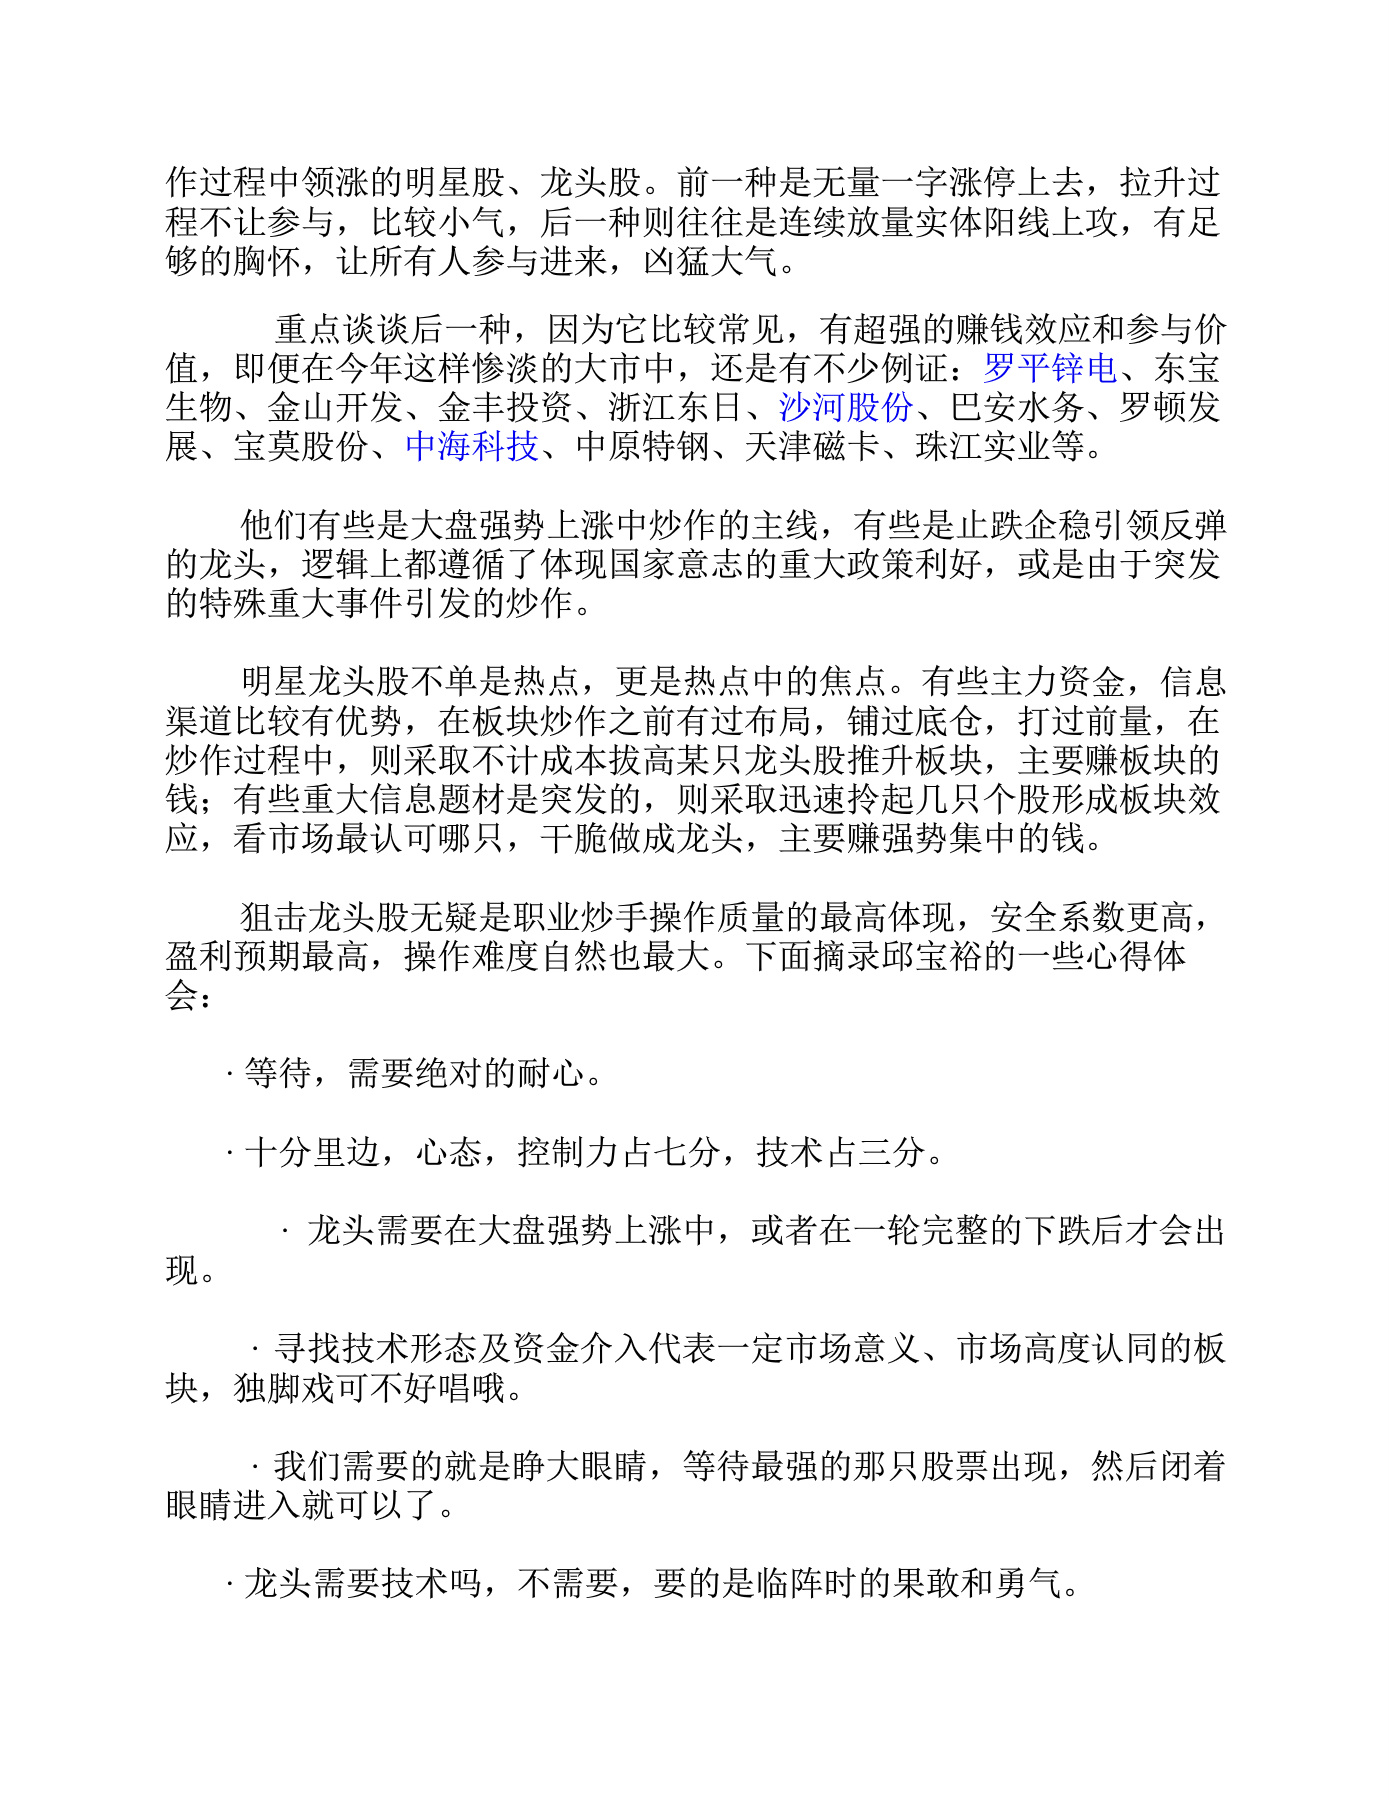 作过程中领涨的明星股、龙头股。前一种是无量一字涨停上去，拉升过
程不让参与，比较小气，后一种则往往是连续放量实体阳线上攻，有足
够的胸怀，让所有人参与进来，凶猛大气。
重点谈谈后一种，因为它比较常见，有超强的赚钱效应和参与价
值，即便在今年这样惨淡的大市中，还是有不少例证：罗平锌电、东宝
生物、金山开发、金丰投资、浙江东日、沙河股份、巴安水务、罗顿发
展、宝莫股份、中海科技、中原特钢、天津磁卡、珠江实业等。
他们有些是大盘强势上涨中炒作的主线，有些是止跌企稳引领反弹
的龙头，逻辑上都遵循了体现国家意志的重大政策利好，或是由于突发
的特殊重大事件引发的炒作。
明星龙头股不单是热点，更是热点中的焦点。有些主力资金，信息
渠道比较有优势，在板块炒作之前有过布局，铺过底仓，打过前量，在
炒作过程中，则采取不计成本拔高某只龙头股推升板块，主要赚板块的
钱；有些重大信息题材是突发的，则采取迅速拎起几只个股形成板块效
应，看市场最认可哪只，干脆做成龙头，主要赚强势集中的钱。
狙击龙头股无疑是职业炒手操作质量的最高体现，安全系数更高，
盈利预期最高，操作难度自然也最大。下面摘录邱宝裕的一些心得体
会：
· 等待，需要绝对的耐心。
· 十分里边，心态，控制力占七分，技术占三分。
· 龙头需要在大盘强势上涨中，或者在一轮完整的下跌后才会出
现。
· 寻找技术形态及资金介入代表一定市场意义、市场高度认同的板
块，独脚戏可不好唱哦。
· 我们需要的就是睁大眼睛，等待最强的那只股票出现，然后闭着
眼睛进入就可以了。
· 龙头需要技术吗，不需要，要的是临阵时的果敢和勇气。